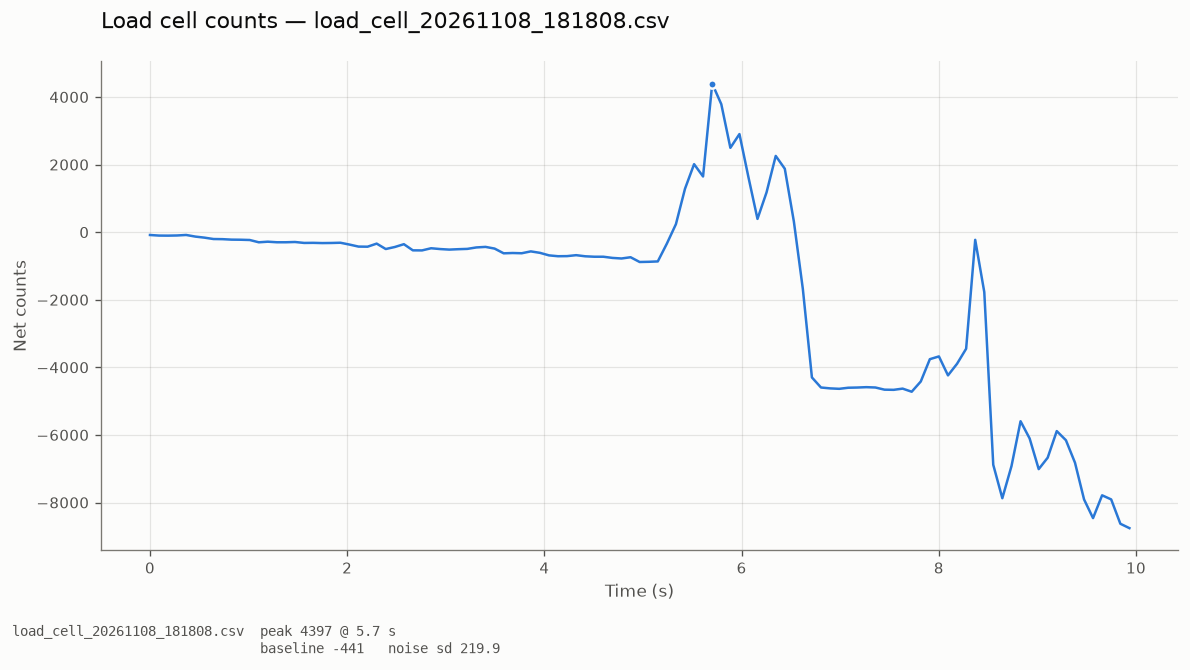 Load cell counts — load_cell_20261108_181808.csv
4000
2000
0
−2000
−4000
−6000
−8000
Net counts
0 2 4 6 8 10
Time (s)
load_cell_20261108_181808.csv peak 4397 @ 5.7 s
baseline -441 noise sd 219.9